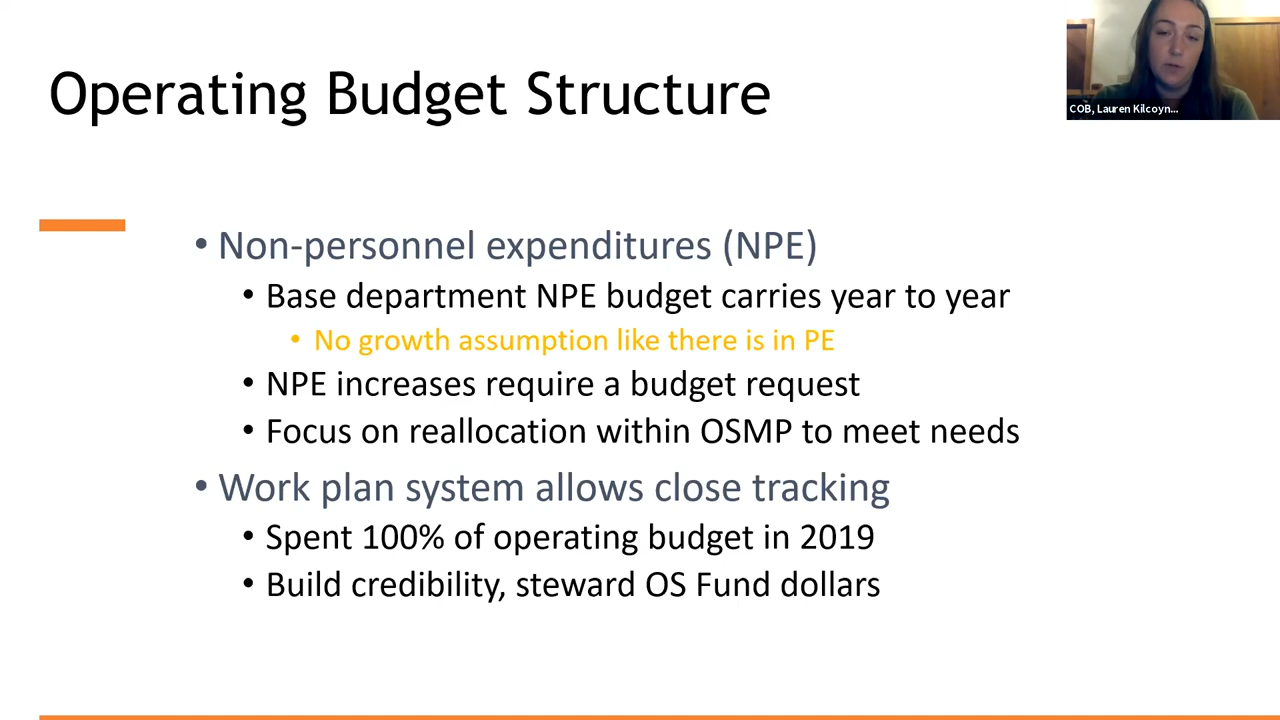 Operating Budget Structure
COB, Lauren Kilcoyn...
• Non-personnel expenditures (NPE)
• Base department NPE budget carries year to year
• No growth assumption like there is in PE
• NPE increases require a budget request
• Focus on reallocation within OSMP to meet needs
• Work plan system allows close tracking
• Spent 100% of operating budget in 2019
• Build credibility, steward OS Fund dollars